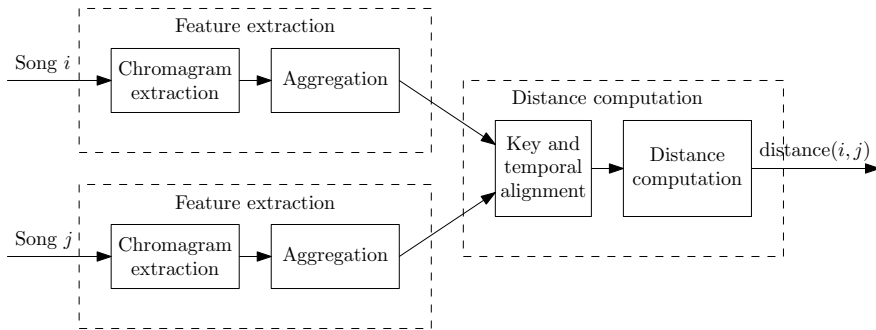 Feature extraction
Song i
Chromagram
extraction
Aggregation
Distance computation
Key and
temporal
alignment
Distance
computation
distance(i, j)
Feature extraction
Song j
Chromagram
extraction
Aggregation